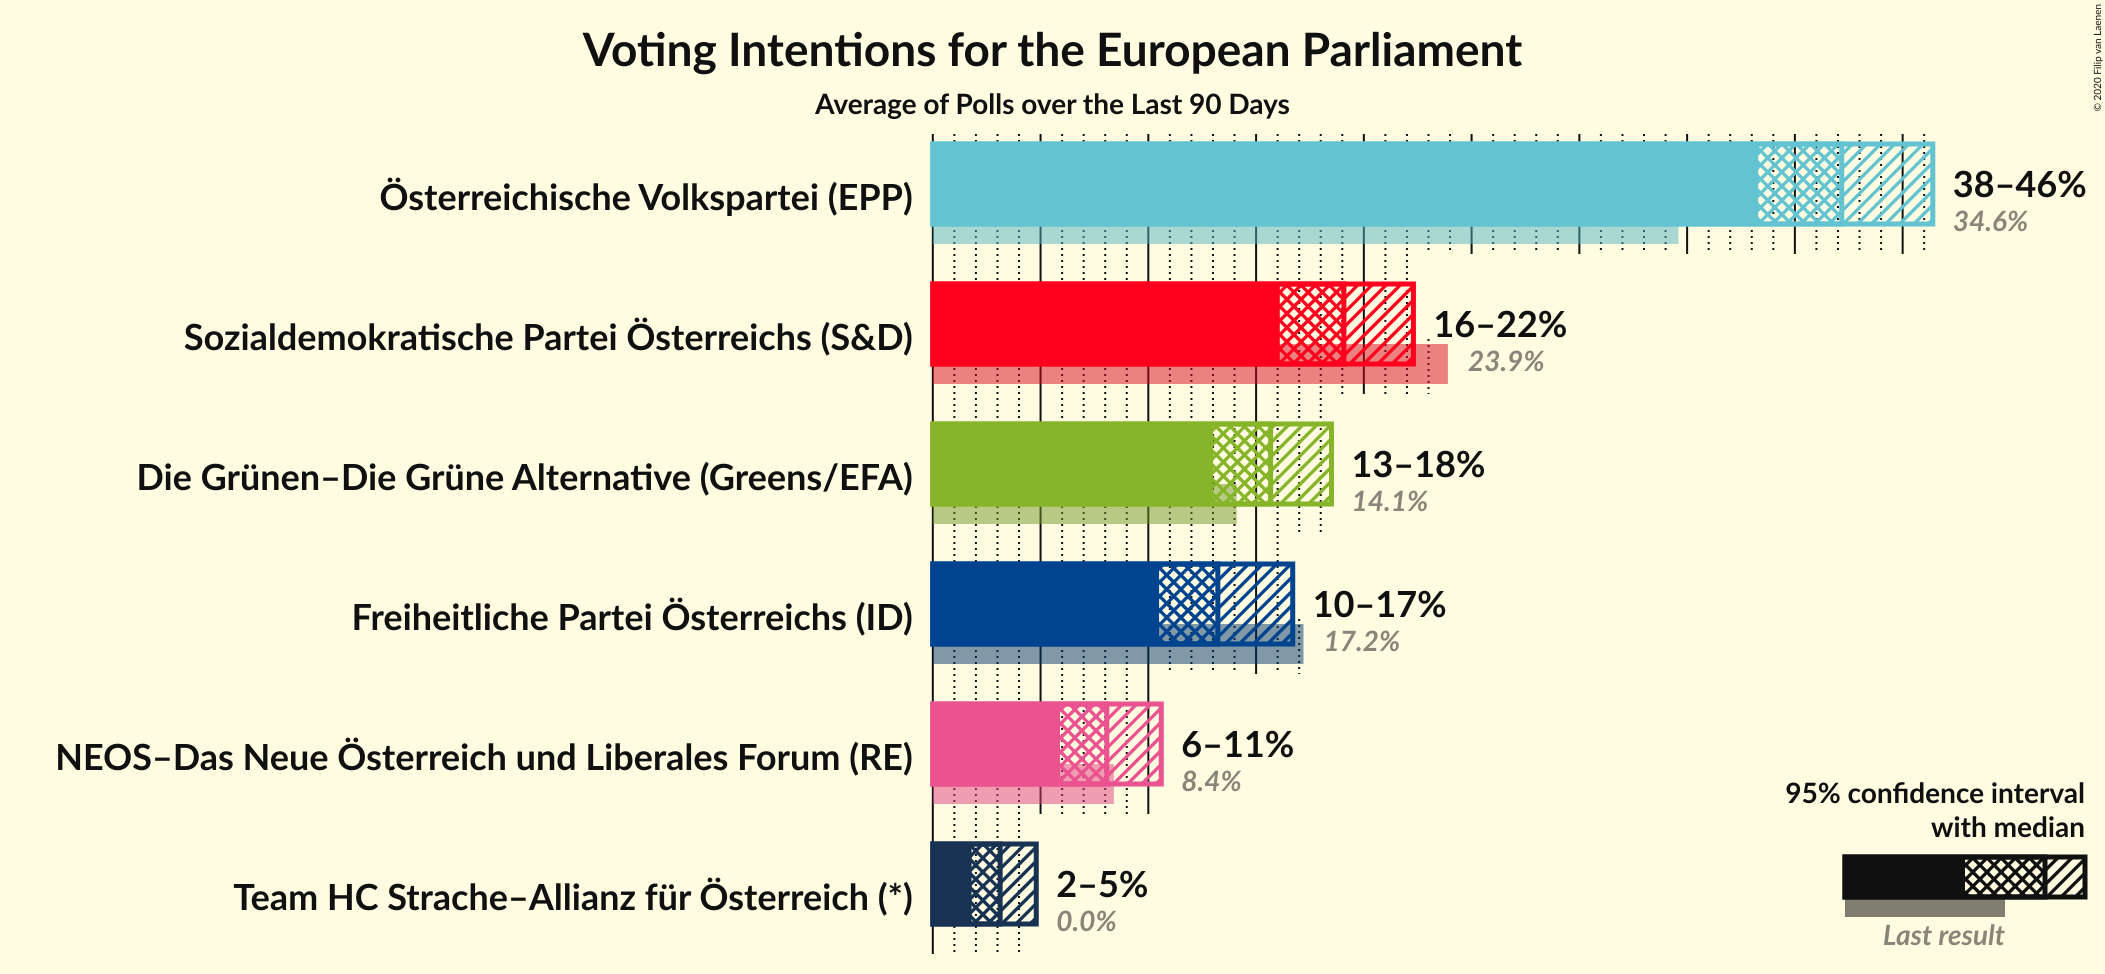 Voting Intentions for the European Parliament
Average of Polls over the Last 90 Days
© 2020 Filip van Laenen
Österreichische Volkspartei (EPP)
38–46%
34.6%
Sozialdemokratische Partei Österreichs (S&D)
16–22%
23.9%
Die Grünen–Die Grüne Alternative (Greens/EFA)
13–18%
14.1%
Freiheitliche Partei Österreichs (ID)
10–17%
17.2%
NEOS–Das Neue Österreich und Liberales Forum (RE)
6–11%
8.4%
Team HC Strache–Allianz für Österreich (*)
2–5%
0.0%
95% confidence interval
with median
Last result